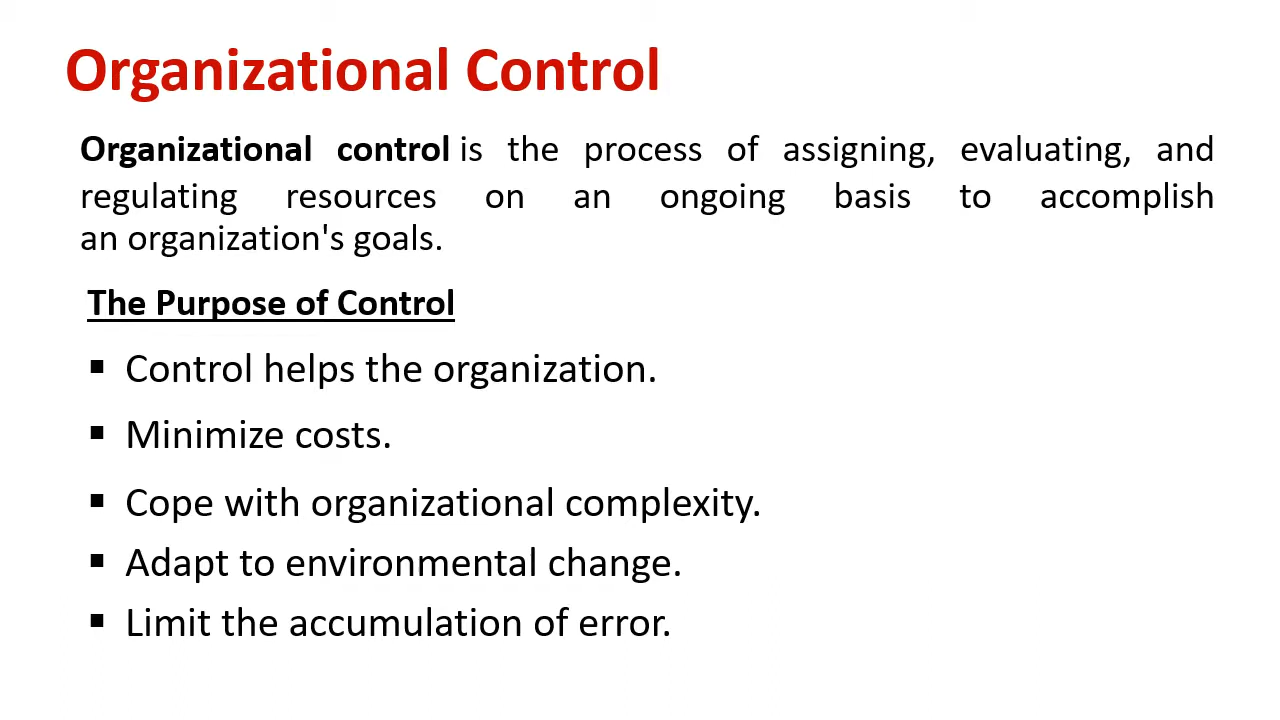 Organizational Control
Organizational control is the process of assigning, evaluating, and
regulating resources on an ongoing basis to accomplish
an organization's goals.
The Purpose of Control
▪ Control helps the organization.
▪ Minimize costs.
▪ Cope with organizational complexity.
▪ Adapt to environmental change.
▪ Limit the accumulation of error.